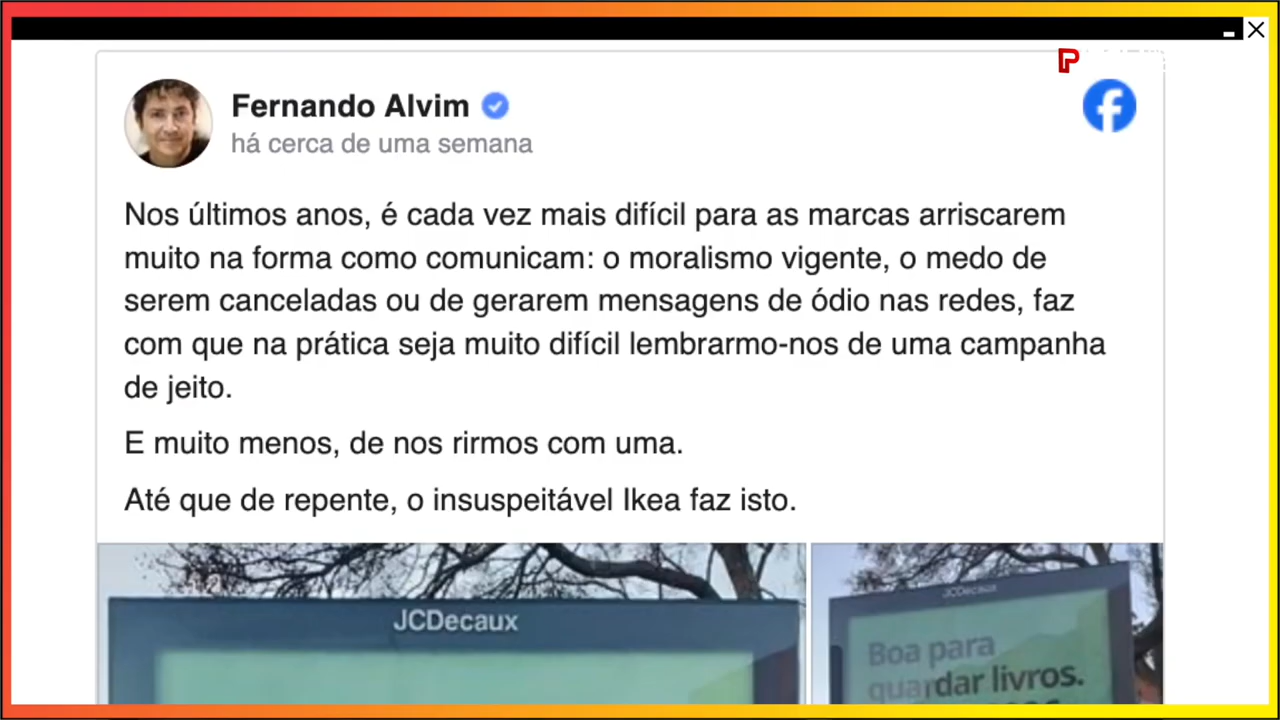 Fernando Alvim
há cerca de uma semana
Nos últimos anos, é cada vez mais difícil para as marcas arriscarem
muito na forma como comunicam: o moralismo vigente, o medo de
serem canceladas ou de gerarem mensagens de ódio nas redes, faz
com que na prática seja muito difícil lembrarmo-nos de uma campanha
de jeito.
E muito menos, de nos rirmos com uma.
Até que de repente, o insuspeitável Ikea faz isto.
JCDecaux
JCDecaux
Boa para
guardar livros.